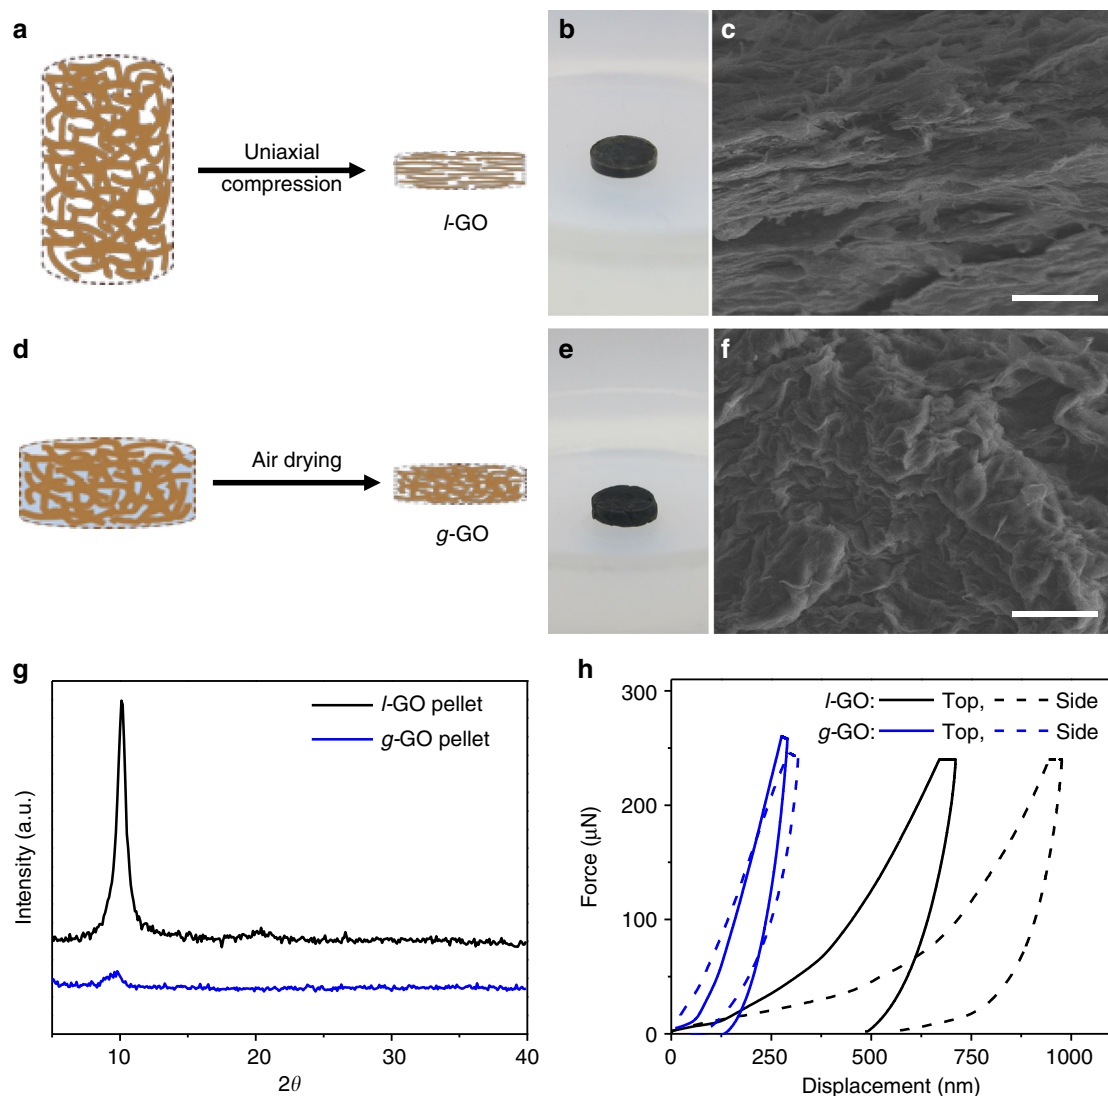 a
b
c
Uniaxial
compression
l-GO
d
e
f
Air drying
g-GO
g
l-GO pellet
g-GO pellet
Intensity (a.u.)
10
20
30
40
2θ
h
l-GO: Top, Side
g-GO: Top, Side
300
200
100
0
Force (μN)
0
250
500
750
1000
Displacement (nm)